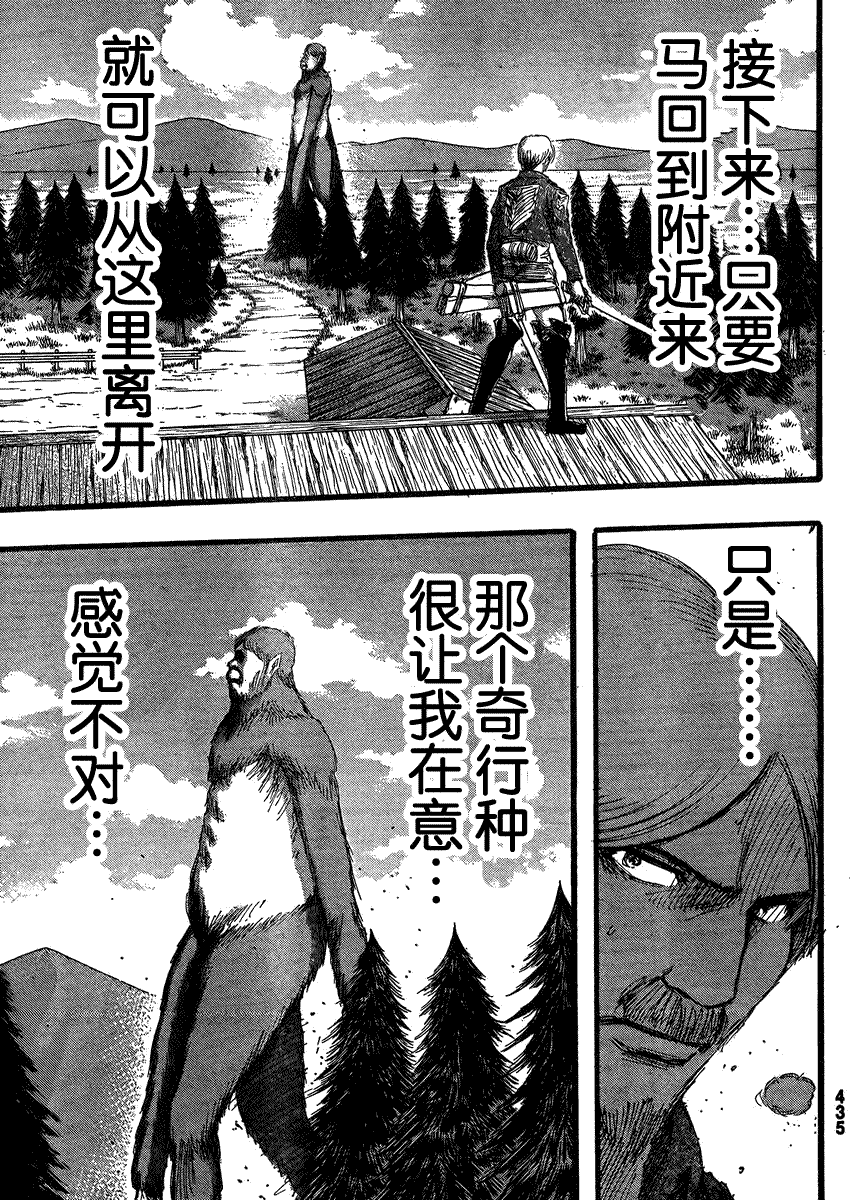 接下来…只要
马回到附近来
就可以从这里离开
只是……
那个奇行种
很让我在意…
感觉不对…
435